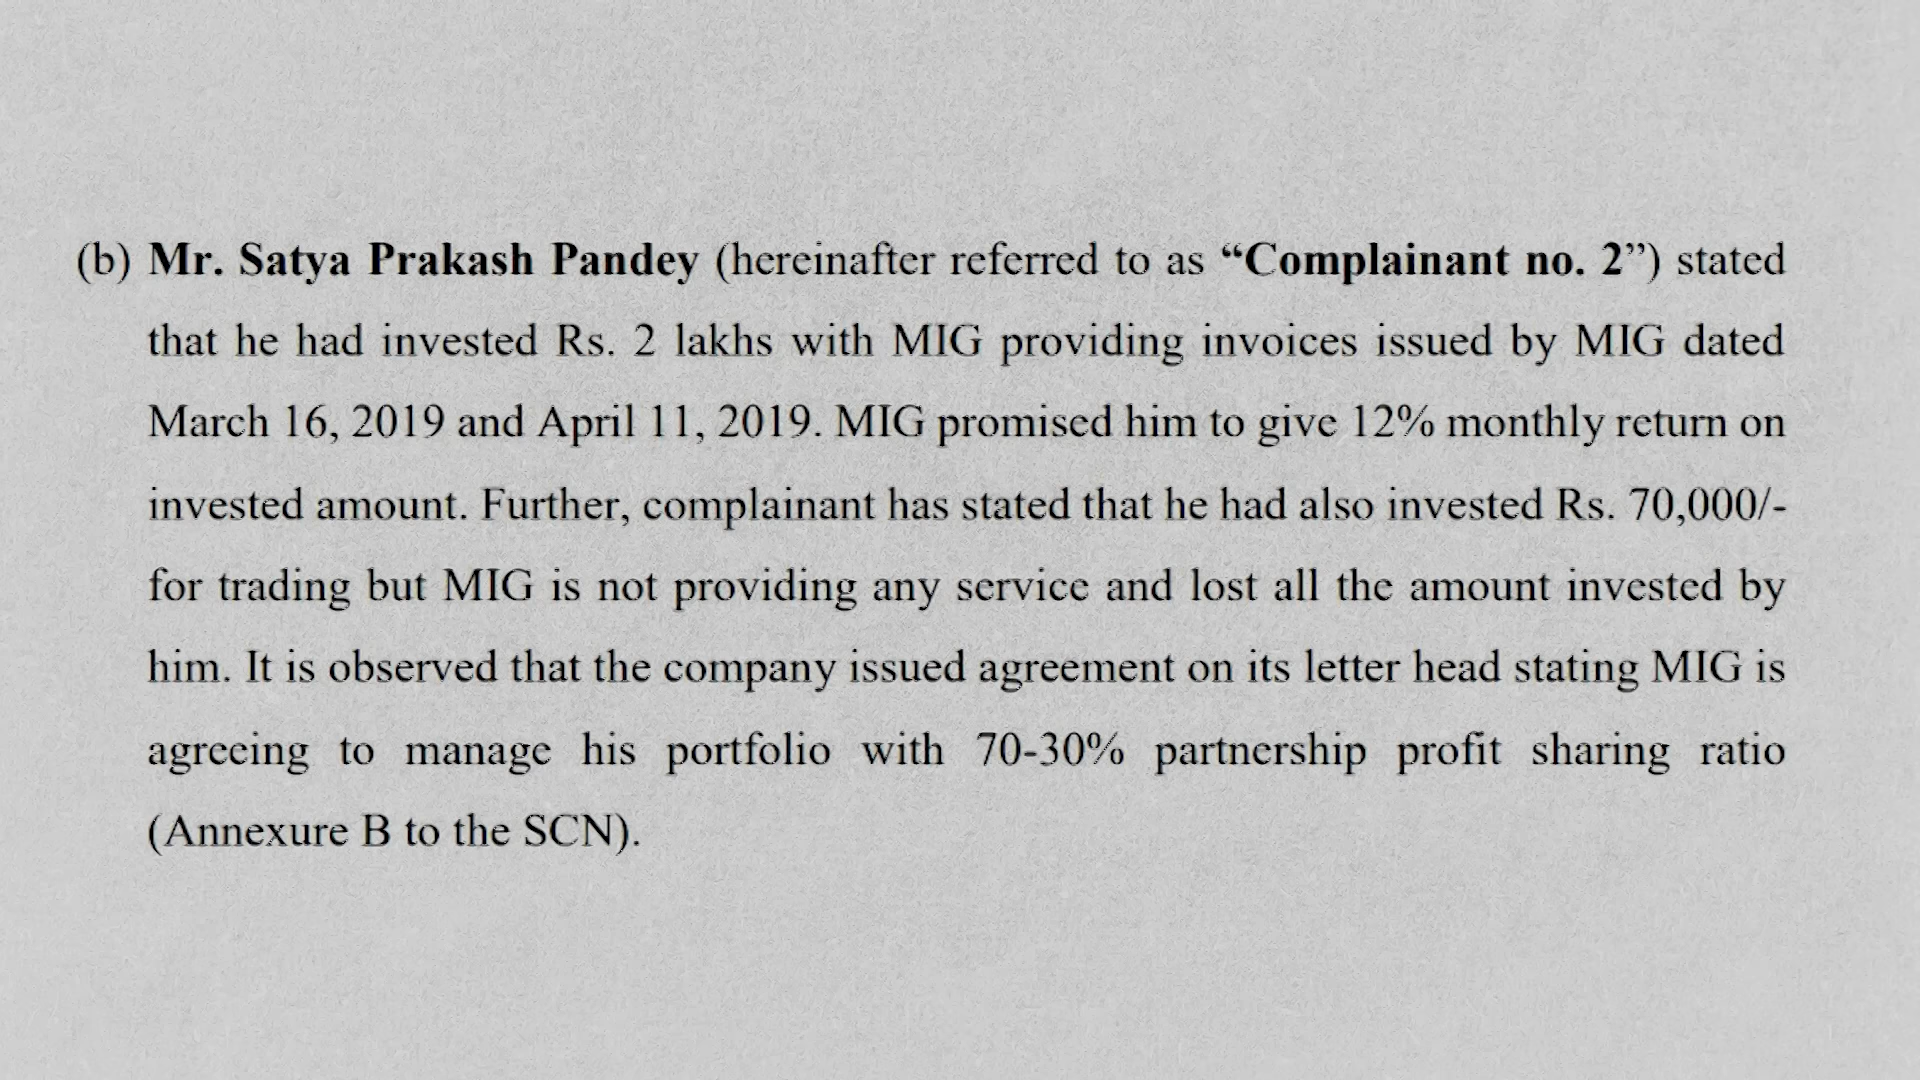 (b) Mr. Satya Prakash Pandey (hereinafter referred to as “Complainant no. 2”) stated
that he had invested Rs. 2 lakhs with MIG providing invoices issued by MIG dated
March 16, 2019 and April 11, 2019. MIG promised him to give 12% monthly return on
invested amount. Further, complainant has stated that he had also invested Rs. 70,000/-
for trading but MIG is not providing any service and lost all the amount invested by
him. It is observed that the company issued agreement on its letter head stating MIG is
agreeing to manage his portfolio with 70-30% partnership profit sharing ratio
(Annexure B to the SCN).